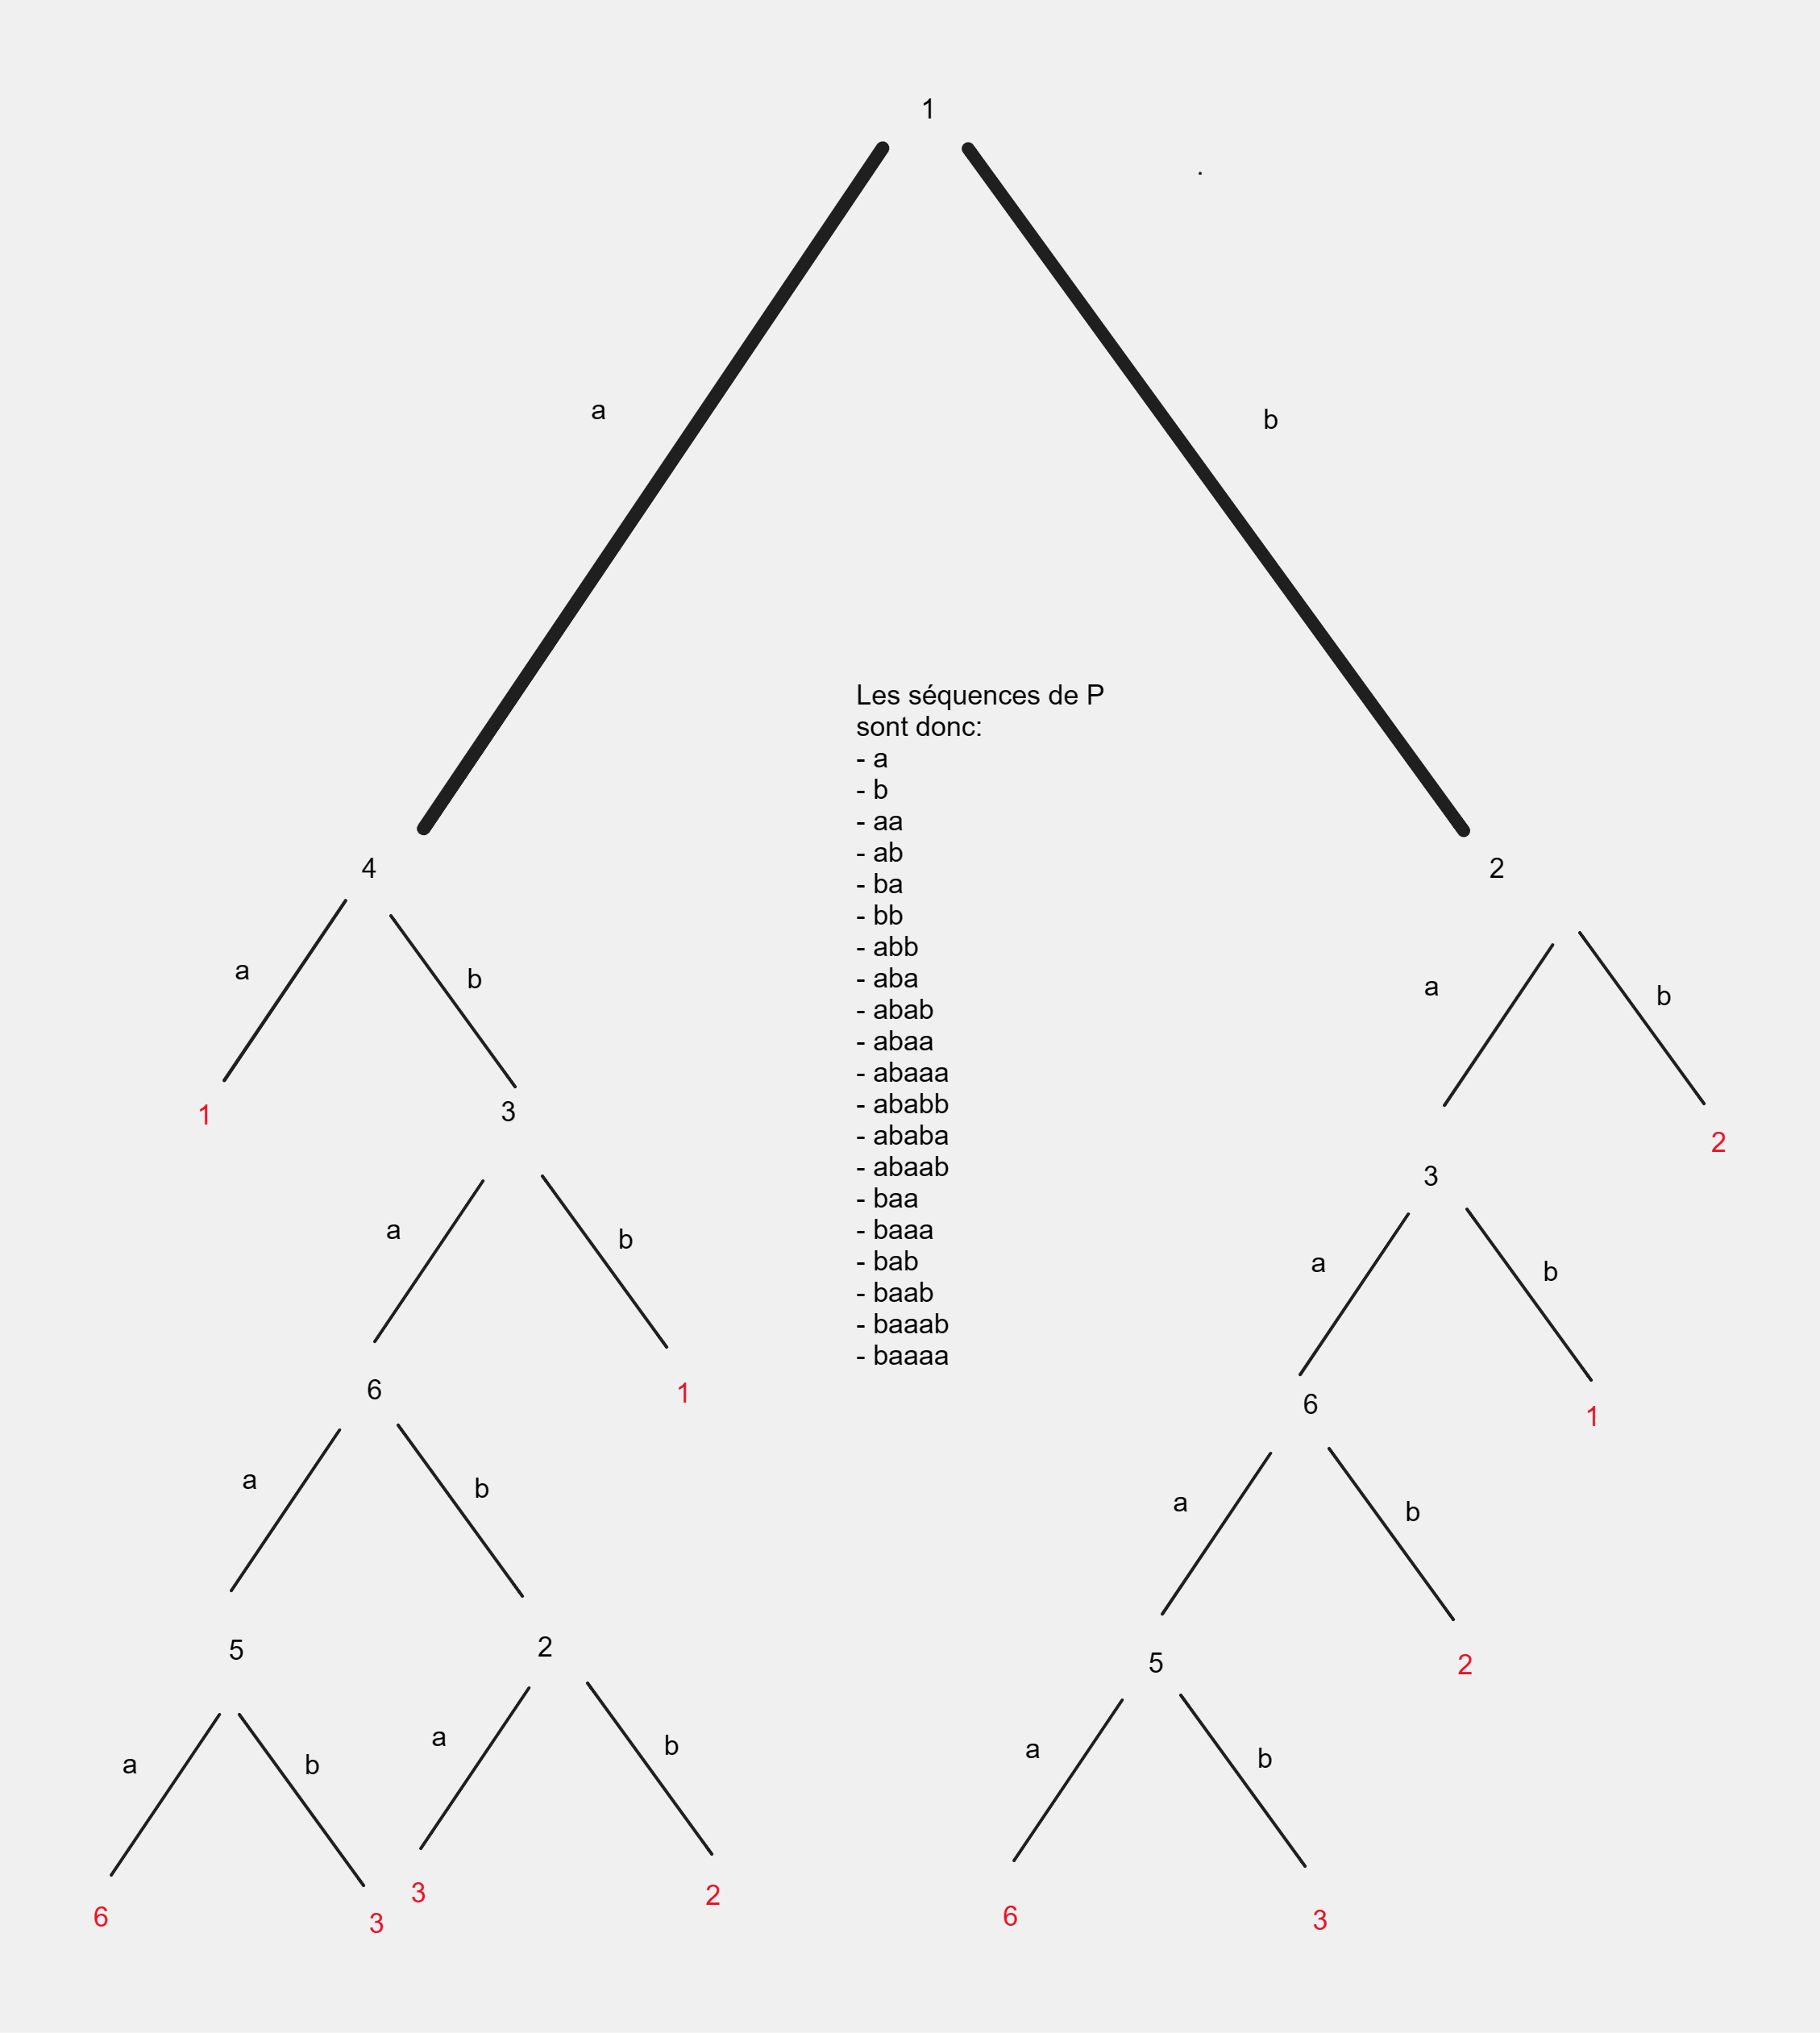 1
a
b
4
2
a
b
a
b
1
3
3
2
a
b
a
b
6
1
6
1
a
b
a
b
5
2
5
2
a
b
a
b
a
b
6
3
3
2
6
3
Les séquences de P
sont donc:
- a
- b
- aa
- ab
- ba
- bb
- abb
- aba
- abab
- abaa
- abaaa
- ababb
- ababa
- abaab
- baa
- baaa
- bab
- baab
- baaab
- baaaa